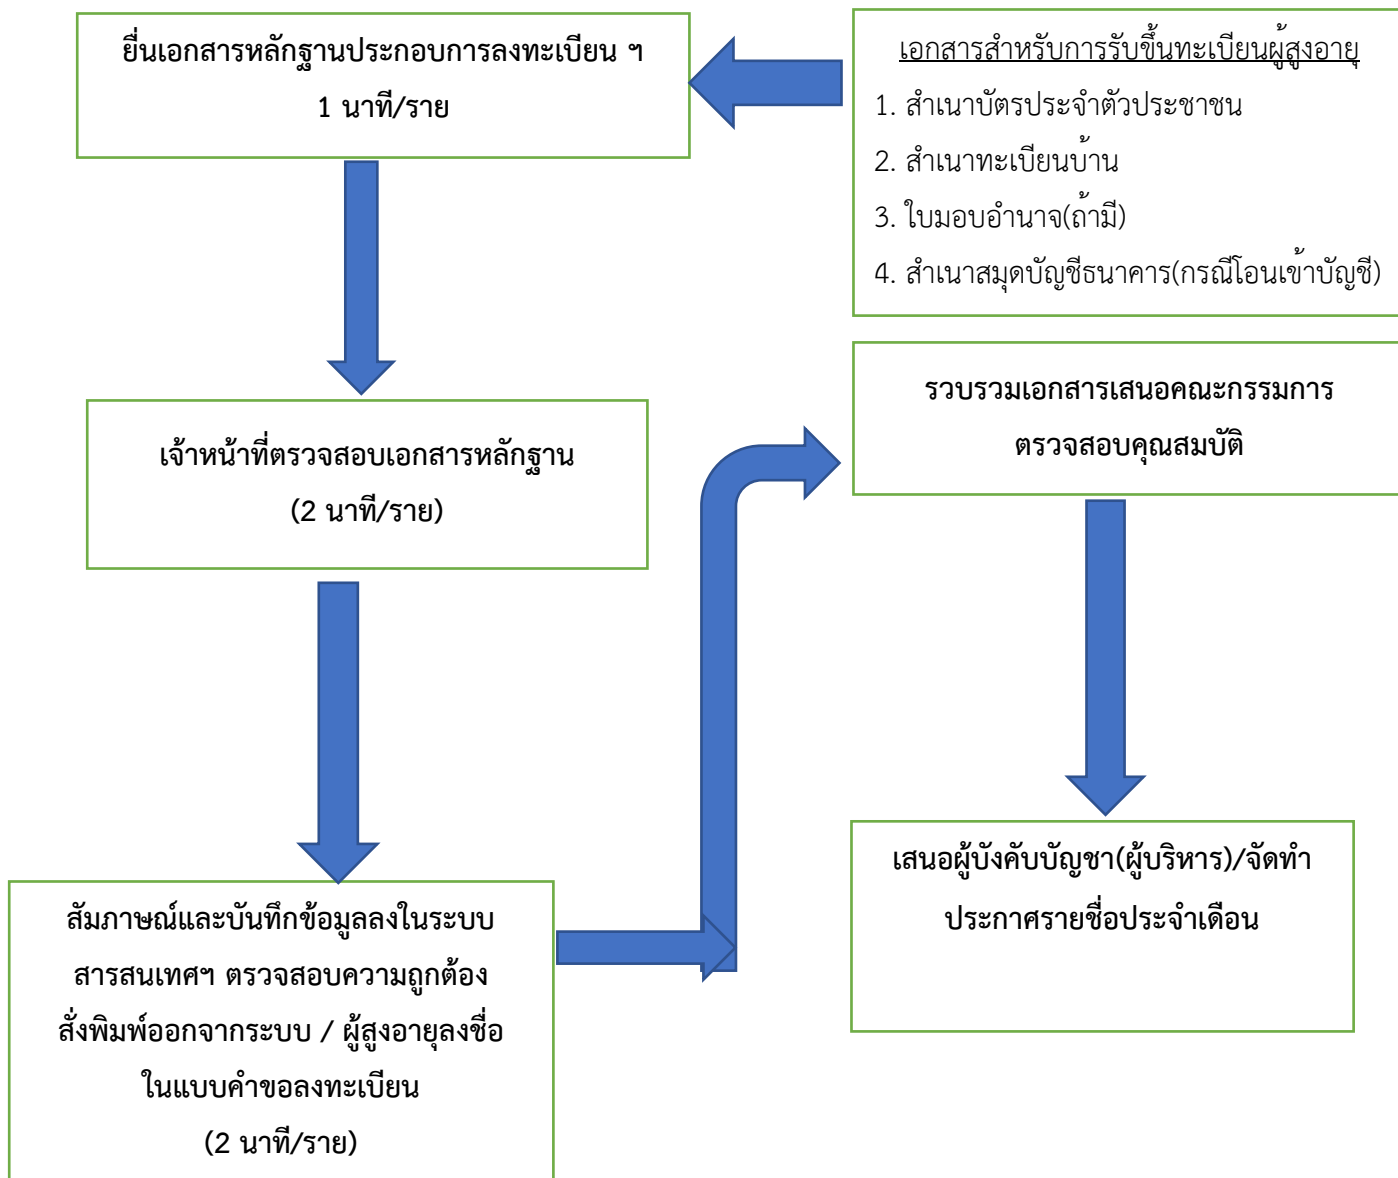 ยื่นเอกสารหลักฐานประกอบการลงทะเบียน ฯ
1 นาที/ราย
เอกสารสำหรับการรับขึ้นทะเบียนผู้สูงอายุ
1. สำเนาบัตรประจำตัวประชาชน
2. สำเนาทะเบียนบ้าน
3. ใบมอบอำนาจ(ถ้ามี)
4. สำเนาสมุดบัญชีธนาคาร(กรณีโอนเข้าบัญชี)
เจ้าหน้าที่ตรวจสอบเอกสารหลักฐาน
(2 นาที/ราย)
สัมภาษณ์และบันทึกข้อมูลลงในระบบ
สารสนเทศฯ ตรวจสอบความถูกต้อง
สั่งพิมพ์ออกจากระบบ / ผู้สูงอายุลงชื่อ
ในแบบคำขอลงทะเบียน
(2 นาที/ราย)
รวบรวมเอกสารเสนอคณะกรรมการ
ตรวจสอบคุณสมบัติ
เสนอผู้บังคับบัญชา(ผู้บริหาร)/จัดทำ
ประกาศรายชื่อประจำเดือน